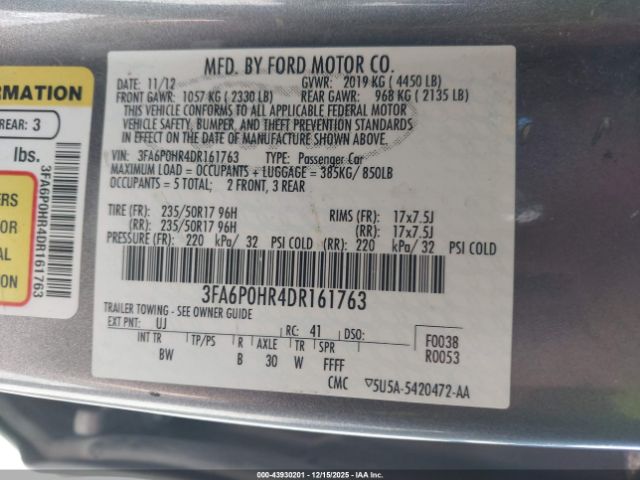 RMATION
REAR: 3
lbs.
ERS
OR
AL
3FA6P0HR4DR161763
MFD. BY FORD MOTOR CO.
DATE: 11/12 GVWR: 2019 KG ( 4450 LB)
FRONT GAWR: 1057 KG ( 2330 LB) REAR GAWR: 968 KG ( 2135 LB)
THIS VEHICLE CONFORMS TO ALL APPLICABLE FEDERAL MOTOR
VEHICLE SAFETY, BUMPER, AND THEFT PREVENTION STANDARDS
IN EFFECT ON THE DATE OF MANUFACTURE SHOWN ABOVE.
VIN: 3FA6P0HR4DR161763 TYPE: Passenger Car
MAXIMUM LOAD = OCCUPANTS + LUGGAGE = 385KG/ 850LB
OCCUPANTS = 5 TOTAL; 2 FRONT, 3 REAR
TIRE (FR): 235/50R17 96H RIMS (FR): 17x7.5J
(RR): 235/50R17 96H (RR): 17x7.5J
PRESSURE (FR): 220 kPa/ 32 PSI COLD (RR): 220 kPa/ 32 PSI COLD
3FA6P0HR4DR161763
TRAILER TOWING - SEE OWNER GUIDE
EXT PNT: UJ RC: 41 DSO: F0038
INT TR TP/PS R AXLE TR SPR R0053
BW B 30 W FFFF
CMC ▽5U5A-5420472-AA
000-43930201 - 12/15/2025 - IAAI.com